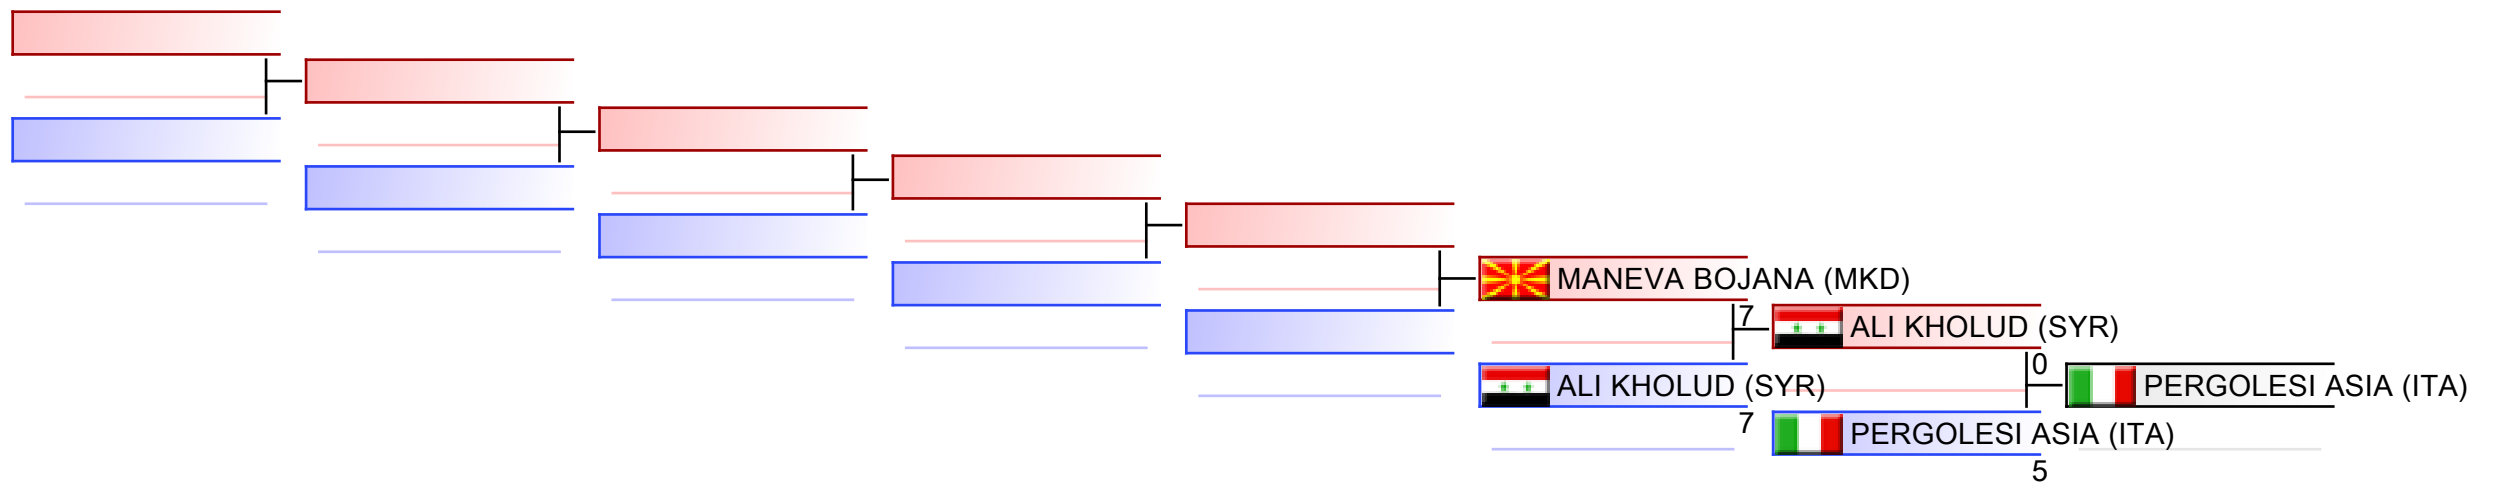 MANEVA BOJANA (MKD)
7
ALI KHOLUD (SYR)
7
ALI KHOLUD (SYR)
0
PERGOLESI ASIA (ITA)
5
PERGOLESI ASIA (ITA)